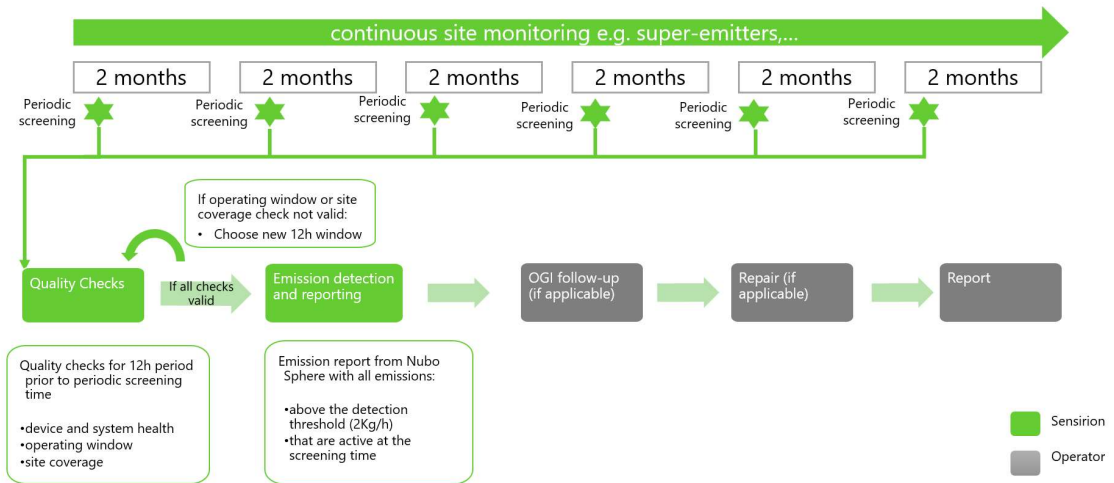 continuous site monitoring e.g. super-emitters,...
2 months
2 months
2 months
2 months
2 months
2 months
Periodic
screening
Periodic
screening
Periodic
screening
Periodic
screening
Periodic
screening
Periodic
screening
If operating window or site
coverage check not valid:
• Choose new 12h window
Quality Checks
If all checks
valid
Emission detection
and reporting
OGI follow-up
(if applicable)
Repair (if
applicable)
Report
Quality checks for 12h period
prior to periodic screening
time
•device and system health
•operating window
•site coverage
Emission report from Nubo
Sphere with all emissions:
•above the detection
threshold (2Kg/h)
•that are active at the
screening time
Sensirion
Operator